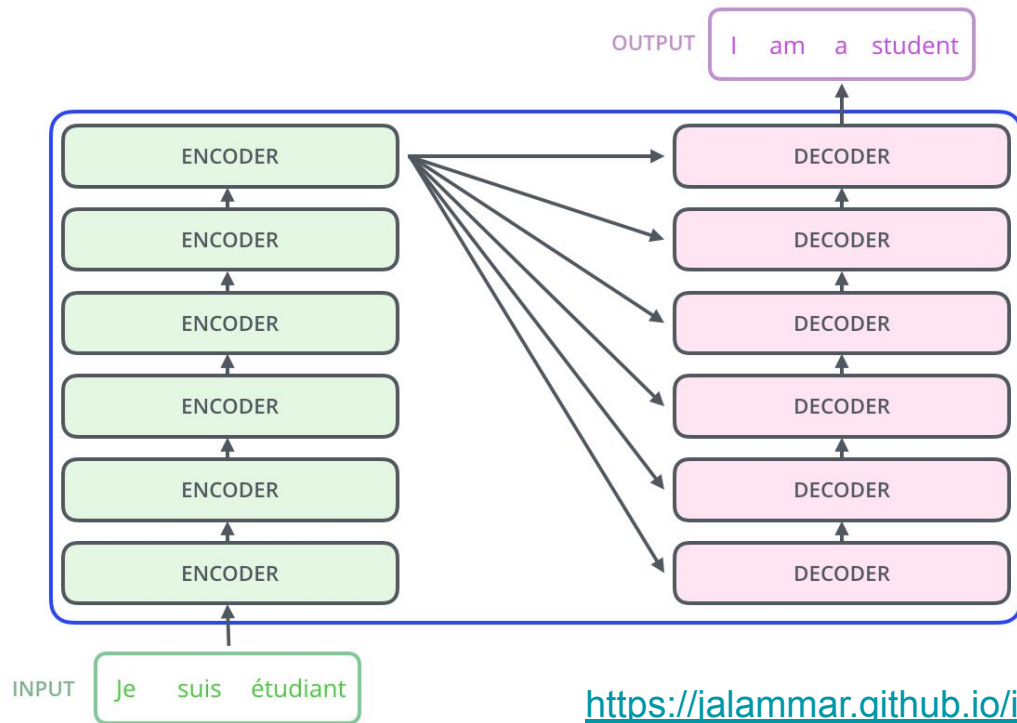 OUTPUT I am a student
ENCODER DECODER
ENCODER DECODER
ENCODER DECODER
ENCODER DECODER
ENCODER DECODER
ENCODER DECODER
INPUT Je suis étudiant
https://jalammar.github.io/i